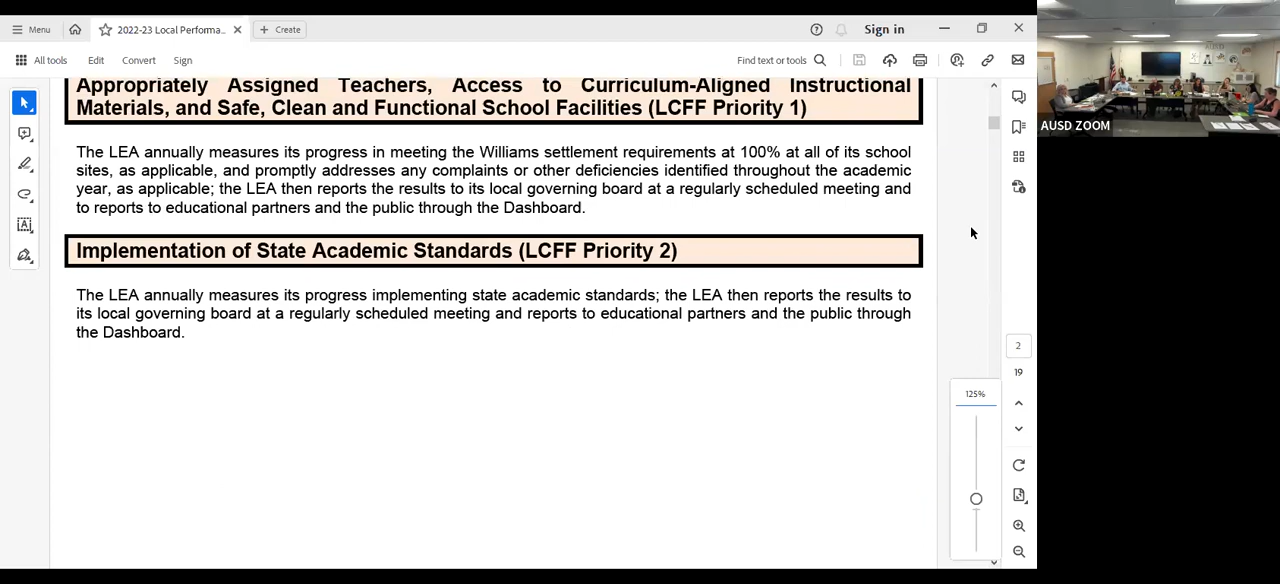 Menu
2022-23 Local Performa...
Create
Sign in
All tools
Edit
Convert
Sign
Find text or tools
Appropriately Assigned Teachers, Access to Curriculum-Aligned Instructional
Materials, and Safe, Clean and Functional School Facilities (LCFF Priority 1)
The LEA annually measures its progress in meeting the Williams settlement requirements at 100% at all of its school
sites, as applicable, and promptly addresses any complaints or other deficiencies identified throughout the academic
year, as applicable; the LEA then reports the results to its local governing board at a regularly scheduled meeting and
to reports to educational partners and the public through the Dashboard.
Implementation of State Academic Standards (LCFF Priority 2)
The LEA annually measures its progress implementing state academic standards; the LEA then reports the results to
its local governing board at a regularly scheduled meeting and reports to educational partners and the public through
the Dashboard.
2
19
125%
AUSD ZOOM